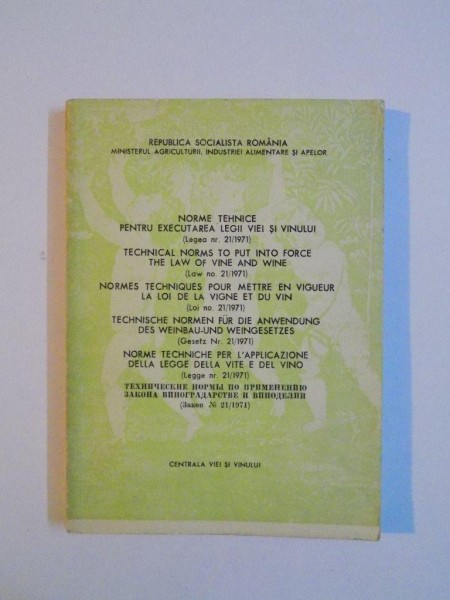 REPUBLICA SOCIALISTA ROMÂNIA
MINISTERUL AGRICULTURII, INDUSTRIEI ALIMENTARE ȘI APELOR
NORME TEHNICE
PENTRU EXECUTAREA LEGII VIEI ȘI VINULUI
(Legea nr. 21/1971)
TECHNICAL NORMS TO PUT INTO FORCE
THE LAW OF VINE AND WINE
(Law no. 21/1971)
NORMES TECHNIQUES POUR METTRE EN VIGUEUR
LA LOI DE LA VIGNE ET DU VIN
(Loi no. 21/1971)
TECHNISCHE NORMEN FÜR DIE ANWENDUNG
DES WEINBAU-UND WEINGESETZES
(Gesetz Nr. 21/1971)
NORME TECHNICHE PER L'APPLICAZIONE
DELLA LEGGE DELLA VITE E DEL VINO
(Legge nr. 21/1971)
ТЕХНИЧЕСКИЕ НОРМЫ ПО ПРИМЕНЕНИЮ
ЗАКОНА ВИНОГРАДАРСТВЕ И ВИНОДЕЛИИ
(Закон № 21/1971)
CENTRALA VIEI ȘI VINULUI